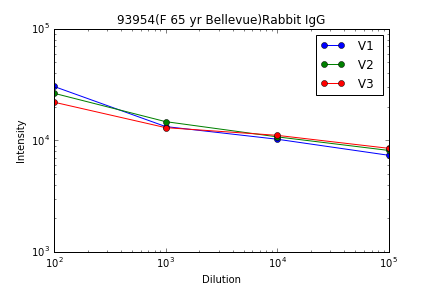 93954(F 65 yr Bellevue)Rabbit IgG
10^5
10^4
10^3
Intensity
V1
V2
V3
10^2 10^3 10^4 10^5
Dilution